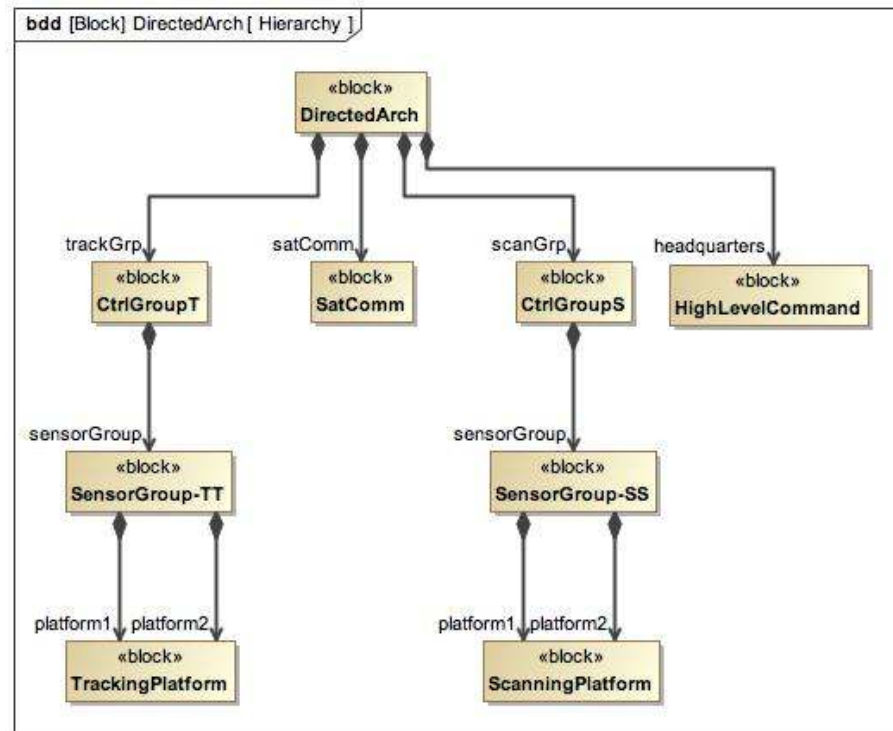 bdd [Block] DirectedArch [ Hierarchy ]
«block»
DirectedArch
trackGrp
satComm
scanGrp
headquarters
«block»
CtrlGroupT
«block»
SatComm
«block»
CtrlGroupS
«block»
HighLevelCommand
sensorGroup
sensorGroup
«block»
SensorGroup-TT
«block»
SensorGroup-SS
platform1
platform2
platform1
platform2
«block»
TrackingPlatform
«block»
ScanningPlatform